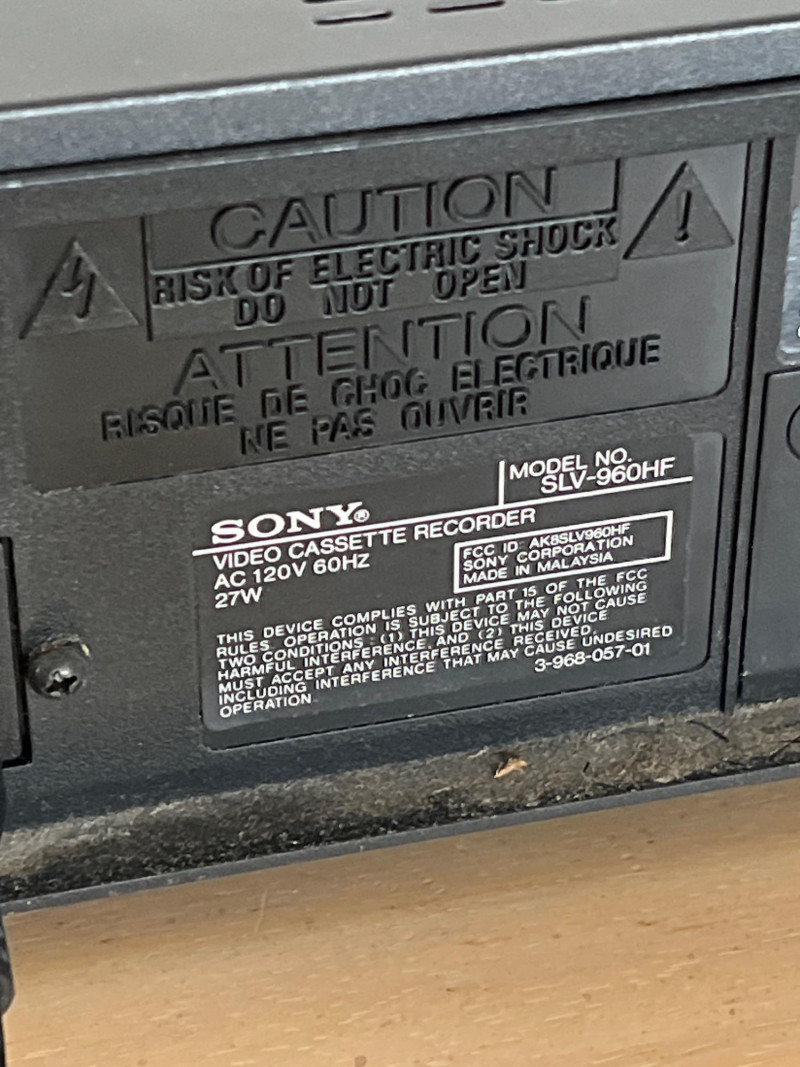 CAUTION
RISK OF ELECTRIC SHOCK
DO NOT OPEN
ATTENTION
RISQUE DE CHOC ELECTRIQUE
NE PAS OUVRIR
MODEL NO.
SLV-960HF
SONY®
VIDEO CASSETTE RECORDER
AC 120V 60HZ
27W
FCC ID: AK8SLV960HF
SONY CORPORATION
MADE IN MALAYSIA
THIS DEVICE COMPLIES WITH PART 15 OF THE FCC
RULES. OPERATION IS SUBJECT TO THE FOLLOWING
TWO CONDITIONS : (1) THIS DEVICE MAY NOT CAUSE
HARMFUL INTERFERENCE, AND (2) THIS DEVICE
MUST ACCEPT ANY INTERFERENCE RECEIVED,
INCLUDING INTERFERENCE THAT MAY CAUSE UNDESIRED
OPERATION.
3-968-057-01